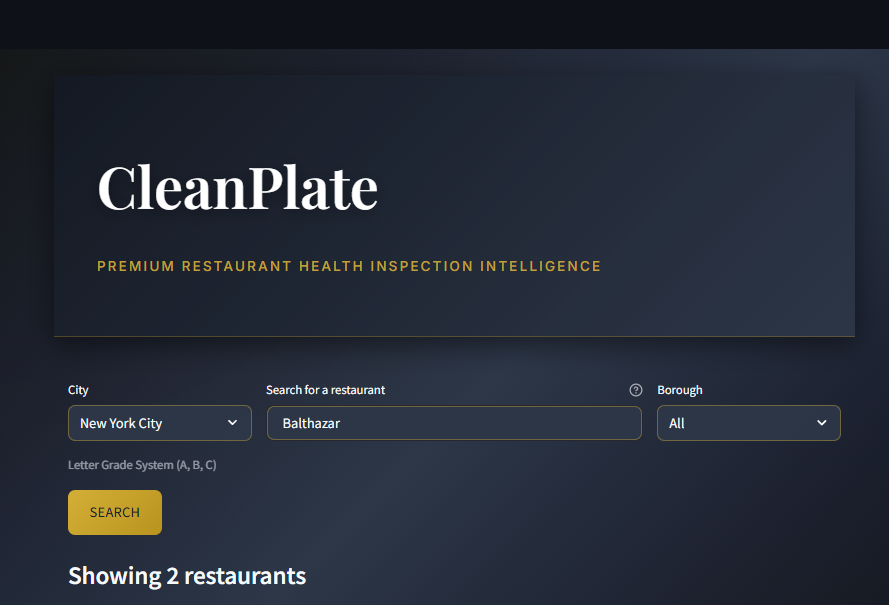 CleanPlate
PREMIUM RESTAURANT HEALTH INSPECTION INTELLIGENCE
City
Search for a restaurant
Borough
New York City
Balthazar
All
Letter Grade System (A, B, C)
SEARCH
Showing 2 restaurants